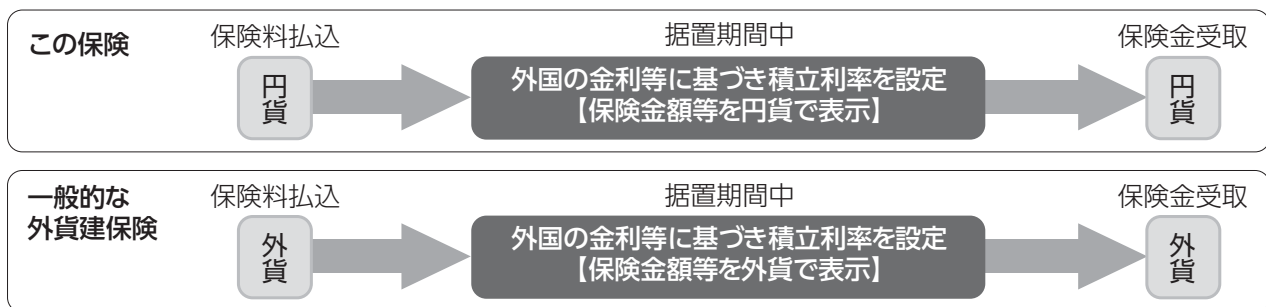 この保険
保険料払込
据置期間中
保険金受取
円貨
外国の金利等に基づき積立利率を設定
【保険金額等を円貨で表示】
円貨
一般的な
外貨建保険
保険料払込
据置期間中
保険金受取
外貨
外国の金利等に基づき積立利率を設定
【保険金額等を外貨で表示】
外貨